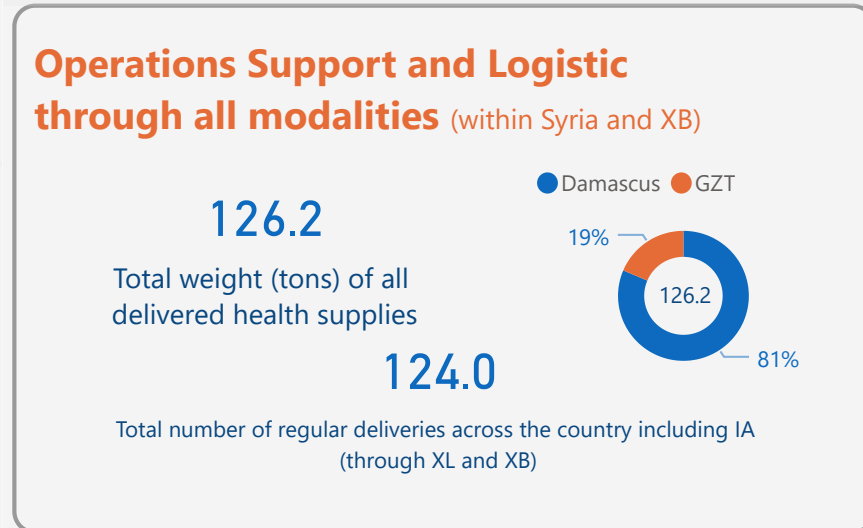 Operations Support and Logistic
through all modalities (within Syria and XB)
Damascus GZT
126.2
Total weight (tons) of all
delivered health supplies
19%
126.2
81%
124.0
Total number of regular deliveries across the country including IA
(through XL and XB)